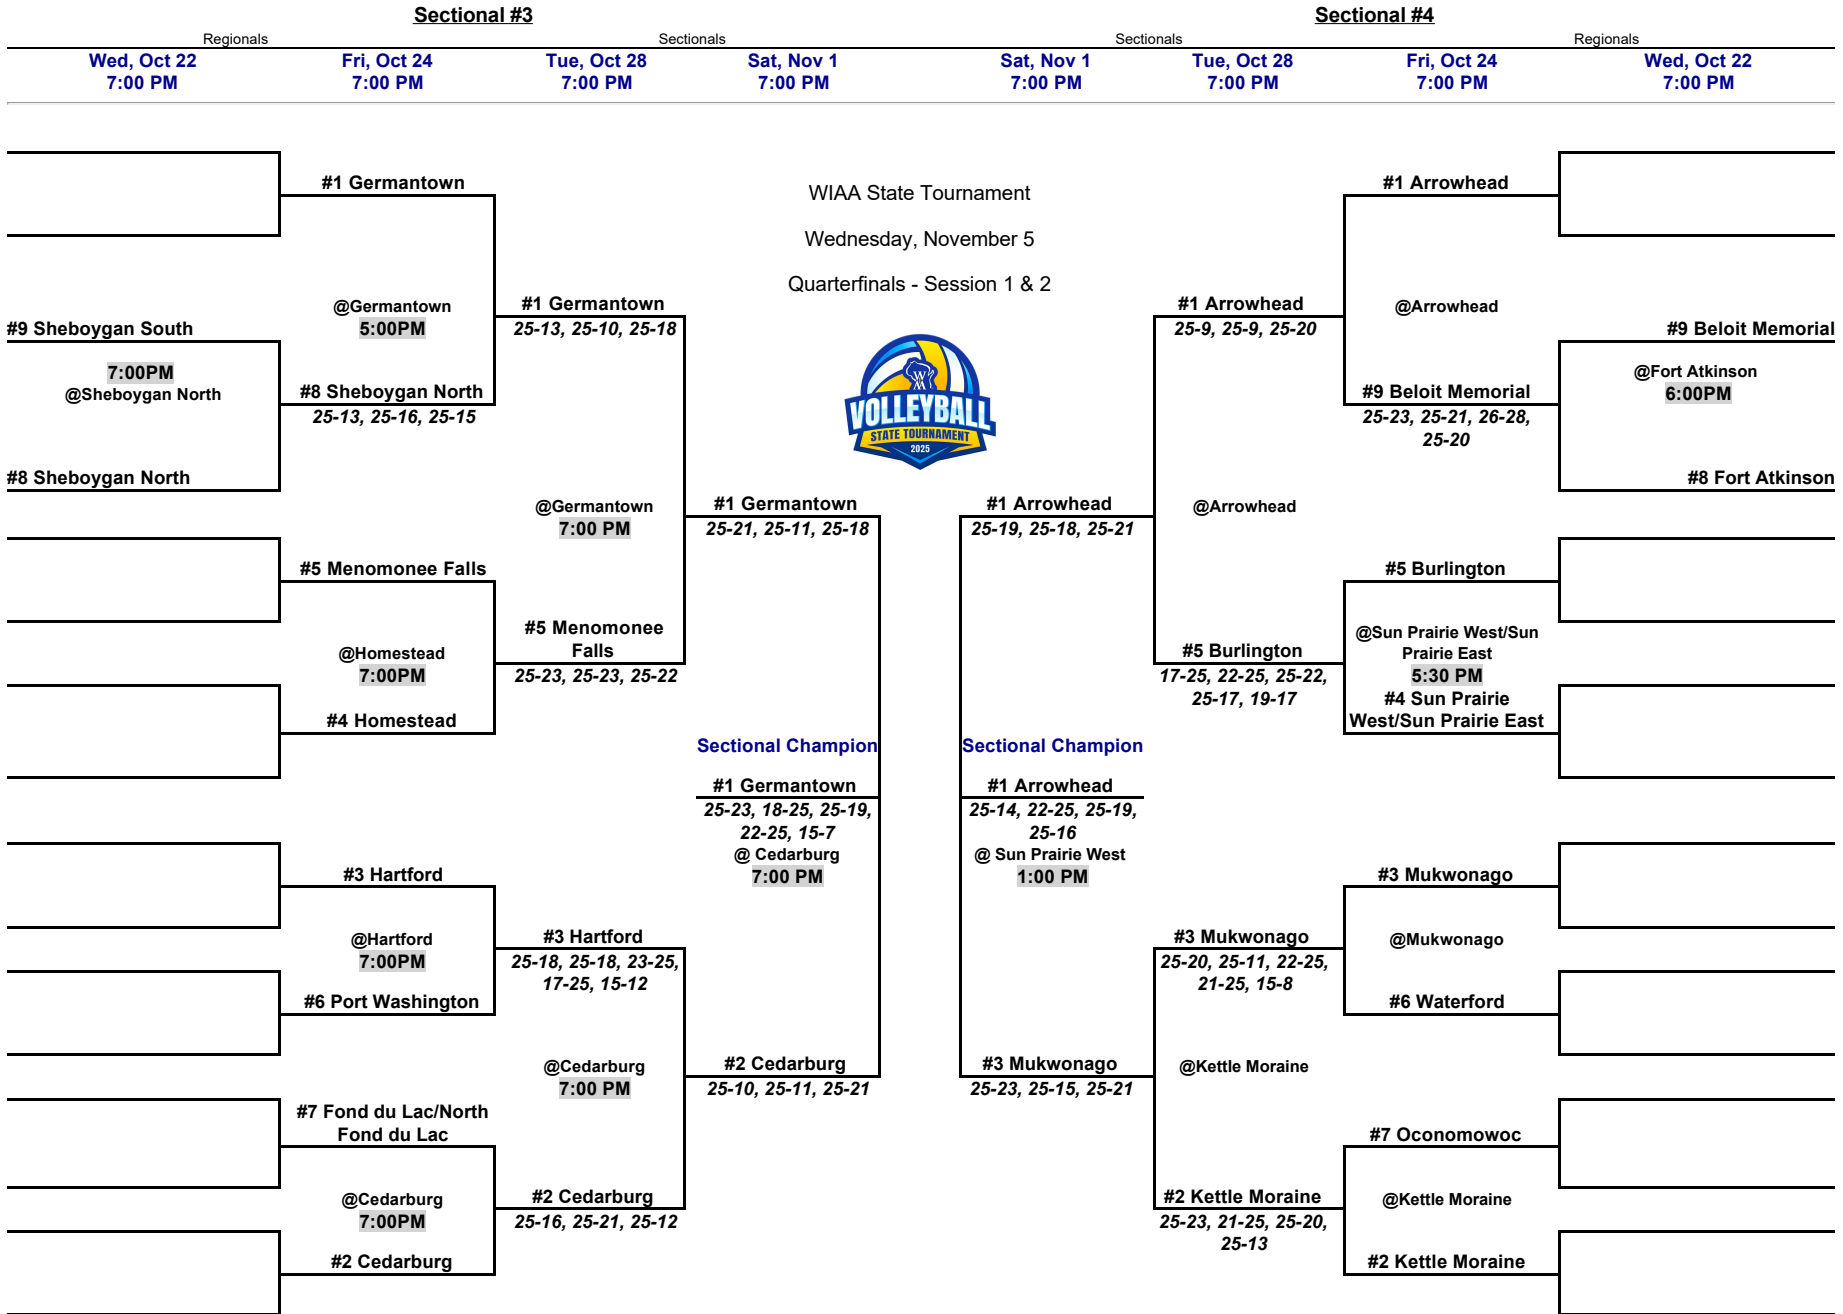 Sectional #3
Sectional #4
Regionals
Sectionals
Sectionals
Regionals
Wed, Oct 22
7:00 PM
Fri, Oct 24
7:00 PM
Tue, Oct 28
7:00 PM
Sat, Nov 1
7:00 PM
Sat, Nov 1
7:00 PM
Tue, Oct 28
7:00 PM
Fri, Oct 24
7:00 PM
Wed, Oct 22
7:00 PM
#9 Sheboygan South
7:00PM
@Sheboygan North
#8 Sheboygan North
#1 Germantown
@Germantown
5:00PM
#8 Sheboygan North
25-13, 25-16, 25-15
#5 Menomonee Falls
@Homestead
7:00PM
#4 Homestead
#3 Hartford
@Hartford
7:00PM
#6 Port Washington
#7 Fond du Lac/North
Fond du Lac
@Cedarburg
7:00PM
#2 Cedarburg
#1 Germantown
25-13, 25-10, 25-18
@Germantown
7:00 PM
#5 Menomonee
Falls
25-23, 25-23, 25-22
#3 Hartford
25-18, 25-18, 23-25,
17-25, 15-12
@Cedarburg
7:00 PM
#2 Cedarburg
25-16, 25-21, 25-12
#1 Germantown
25-21, 25-11, 25-18
Sectional Champion
#1 Germantown
25-23, 18-25, 25-19,
22-25, 15-7
@ Cedarburg
7:00 PM
#2 Cedarburg
25-10, 25-11, 25-21
WIAA State Tournament
Wednesday, November 5
Quarterfinals - Session 1 & 2
WIAA
VOLLEYBALL
STATE TOURNAMENT
2025
#1 Arrowhead
25-19, 25-18, 25-21
Sectional Champion
#1 Arrowhead
25-14, 22-25, 25-19,
25-16
@ Sun Prairie West
1:00 PM
#3 Mukwonago
25-23, 25-15, 25-21
#1 Arrowhead
25-9, 25-9, 25-20
@Arrowhead
#5 Burlington
17-25, 22-25, 25-22,
25-17, 19-17
#3 Mukwonago
25-20, 25-11, 22-25,
21-25, 15-8
@Kettle Moraine
#2 Kettle Moraine
25-23, 21-25, 25-20,
25-13
#1 Arrowhead
@Arrowhead
#9 Beloit Memorial
25-23, 25-21, 26-28,
25-20
#5 Burlington
@Sun Prairie West/Sun
Prairie East
5:30 PM
#4 Sun Prairie
West/Sun Prairie East
#3 Mukwonago
@Mukwonago
#6 Waterford
#7 Oconomowoc
@Kettle Moraine
#2 Kettle Moraine
#9 Beloit Memorial
@Fort Atkinson
6:00PM
#8 Fort Atkinson